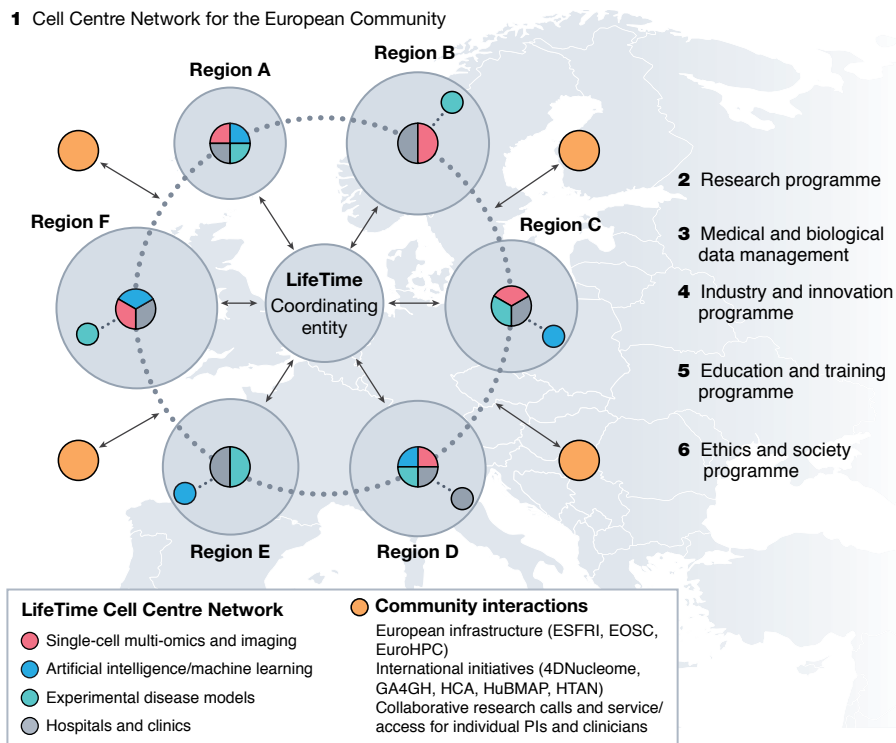 1 Cell Centre Network for the European Community
Region A
Region B
Region F
Region C
LifeTime
Coordinating
entity
Region E
Region D
2 Research programme
3 Medical and biological
data management
4 Industry and innovation
programme
5 Education and training
programme
6 Ethics and society
programme
LifeTime Cell Centre Network
Single-cell multi-omics and imaging
Artificial intelligence/machine learning
Experimental disease models
Hospitals and clinics
Community interactions
European infrastructure (ESFRI, EOSC,
EuroHPC)
International initiatives (4DNucleome,
GA4GH, HCA, HuBMAP, HTAN)
Collaborative research calls and service/
access for individual PIs and clinicians